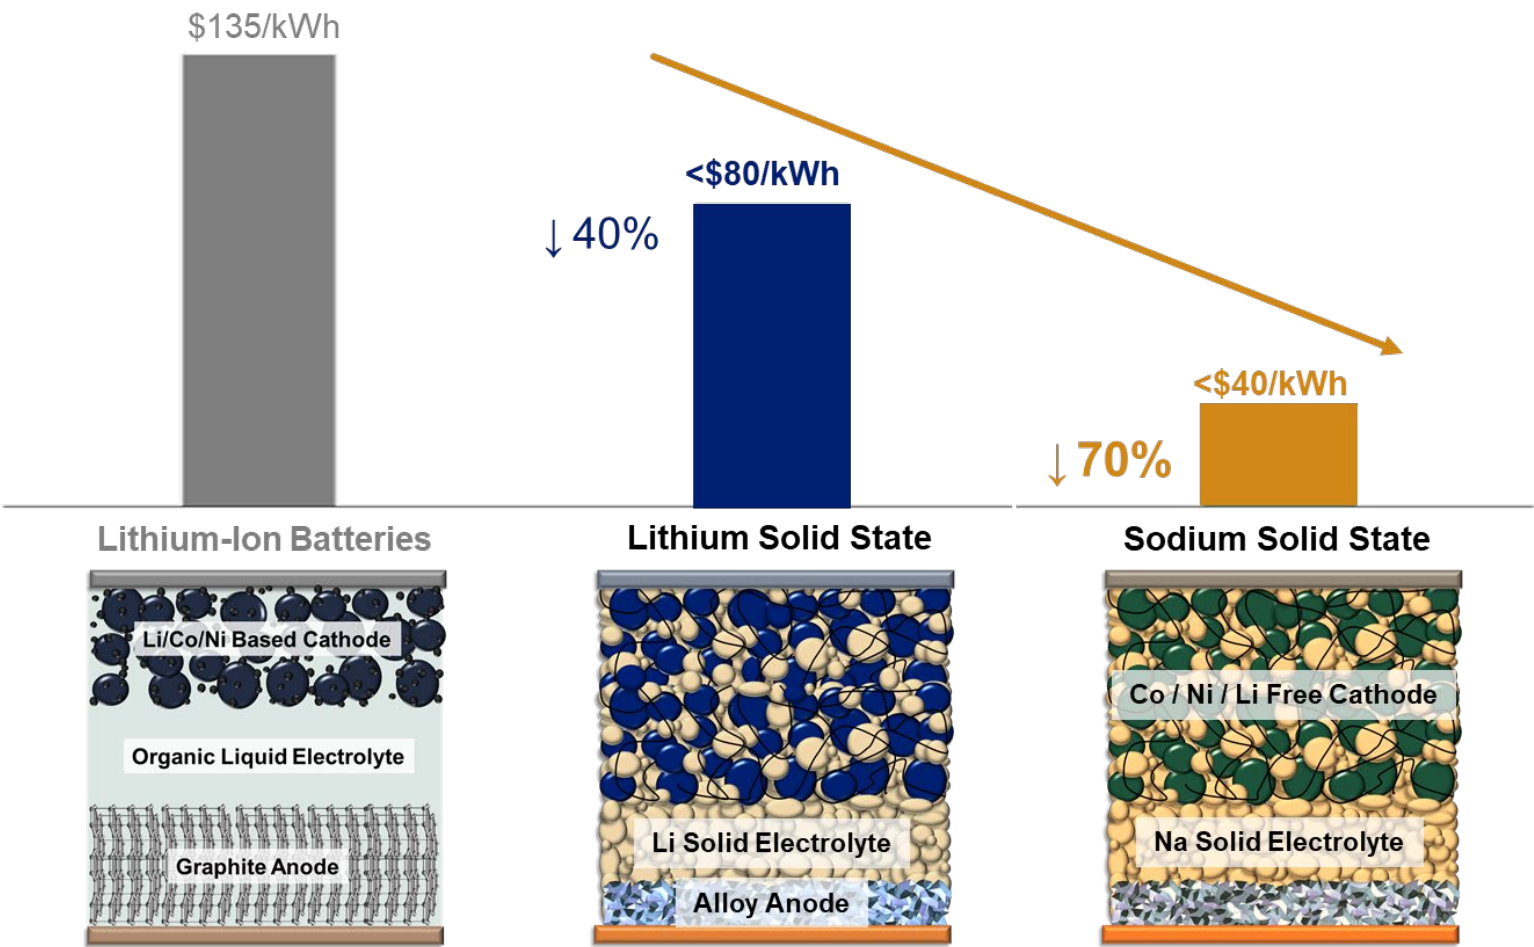 $135/kWh
<$80/kWh
↓ 40%
<$40/kWh
↓ 70%
Lithium-Ion Batteries
Lithium Solid State
Sodium Solid State
Li/Co/Ni Based Cathode
Organic Liquid Electrolyte
Graphite Anode
Li Solid Electrolyte
Alloy Anode
Co / Ni / Li Free Cathode
Na Solid Electrolyte